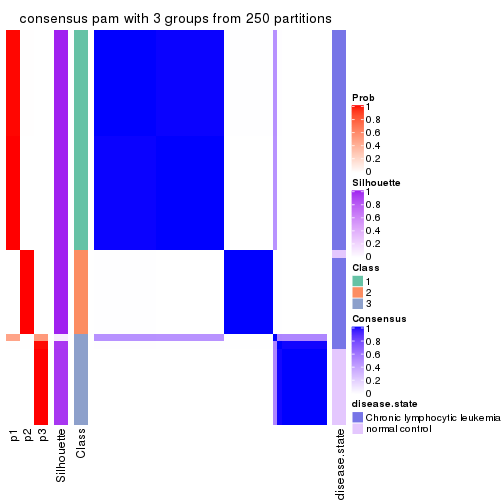 consensus pam with 3 groups from 250 partitions
Prob
1
0.8
0.6
0.4
0.2
0
Silhouette
1
0.8
0.6
0.4
0.2
0
Class
1
2
3
Consensus
1
0.8
0.6
0.4
0.2
0
disease.state
Chronic lymphocytic leukemia
normal control
p1
p2
p3
Silhouette
Class
disease.state